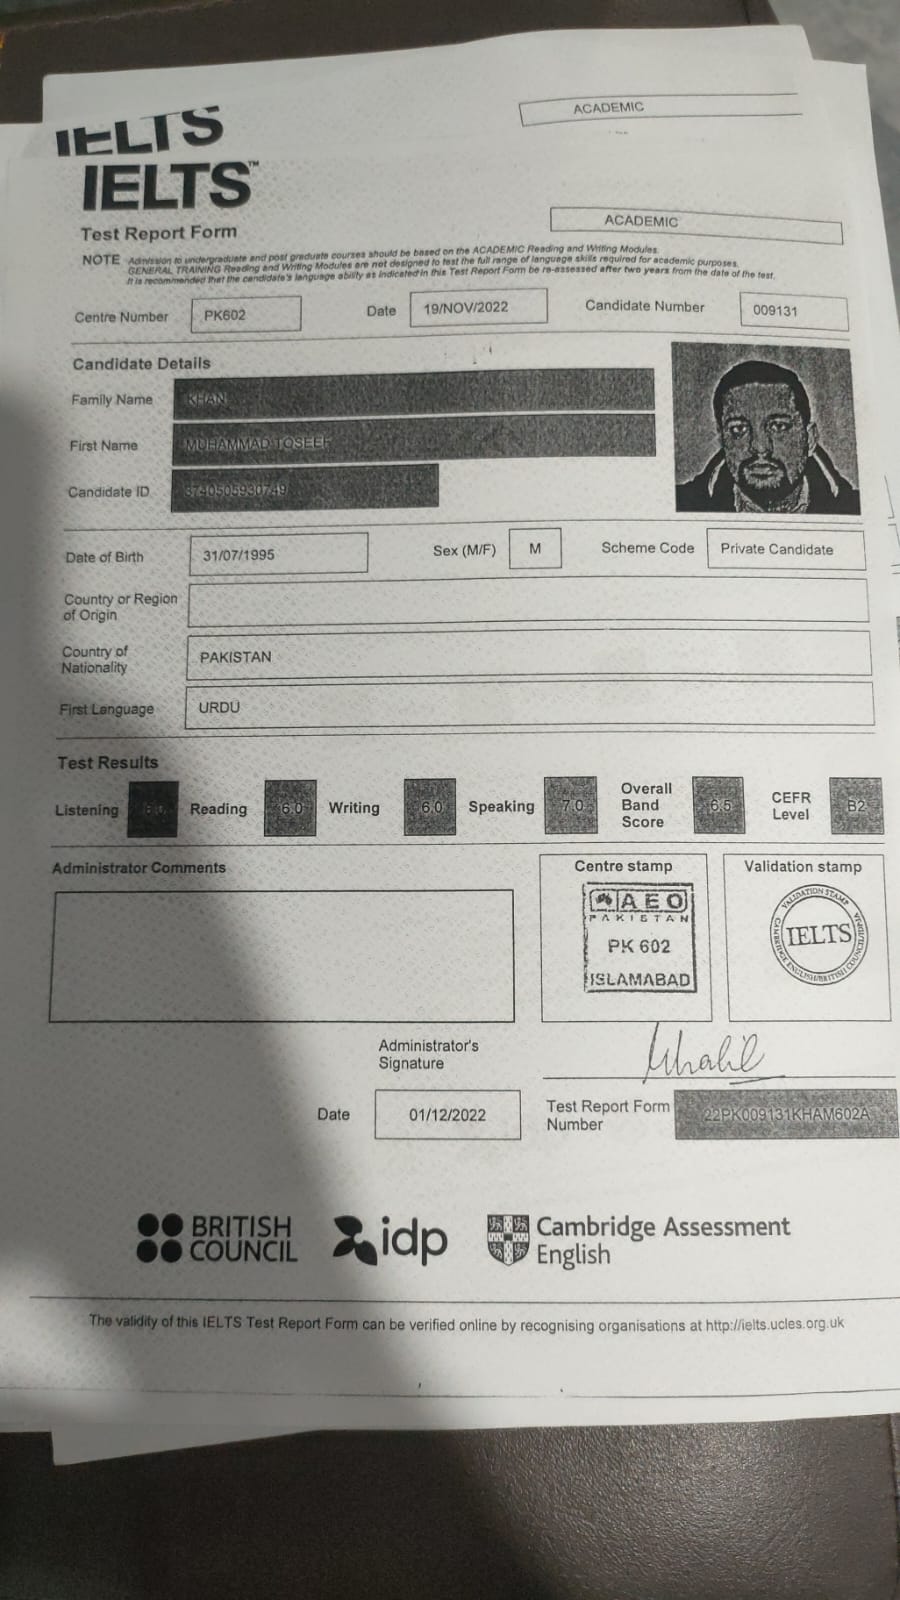 IELTS
ACADEMIC
IELTS™
Test Report Form
ACADEMIC
NOTE Admission to undergraduate and post graduate courses should be based on the ACADEMIC Reading and Writing Modules.
GENERAL TRAINING Reading and Writing Modules are not designed to test the full range of language skills required for academic purposes.
It is recommended that the candidate's language ability as indicated in this Test Report Form be re-assessed after two years from the date of the test.
Centre Number PK602 Date 19/NOV/2022 Candidate Number 009131
Candidate Details
Family Name KHAN
First Name MUHAMMAD TOSEEF
Candidate ID 3740505930749
Date of Birth 31/07/1995 Sex (M/F) M Scheme Code Private Candidate
Country or Region
of Origin
Country of
Nationality PAKISTAN
First Language URDU
Test Results
Listening Reading 6.0 Writing 6.0 Speaking 7.0 Overall Band Score 6.5 CEFR Level B2
Administrator Comments
Centre stamp
AEO
PAKISTAN
PK 602
ISLAMABAD
Validation stamp
VALIDATION STAMP
IELTS
CAMBRIDGE ENGLISH/BRITISH COUNCIL/IDP:IA
Administrator's
Signature
Khalil
Date 01/12/2022
Test Report Form
Number 22PK009131KHAM602A
BRITISH
COUNCIL
idp
Cambridge Assessment
English
The validity of this IELTS Test Report Form can be verified online by recognising organisations at http://ielts.ucles.org.uk